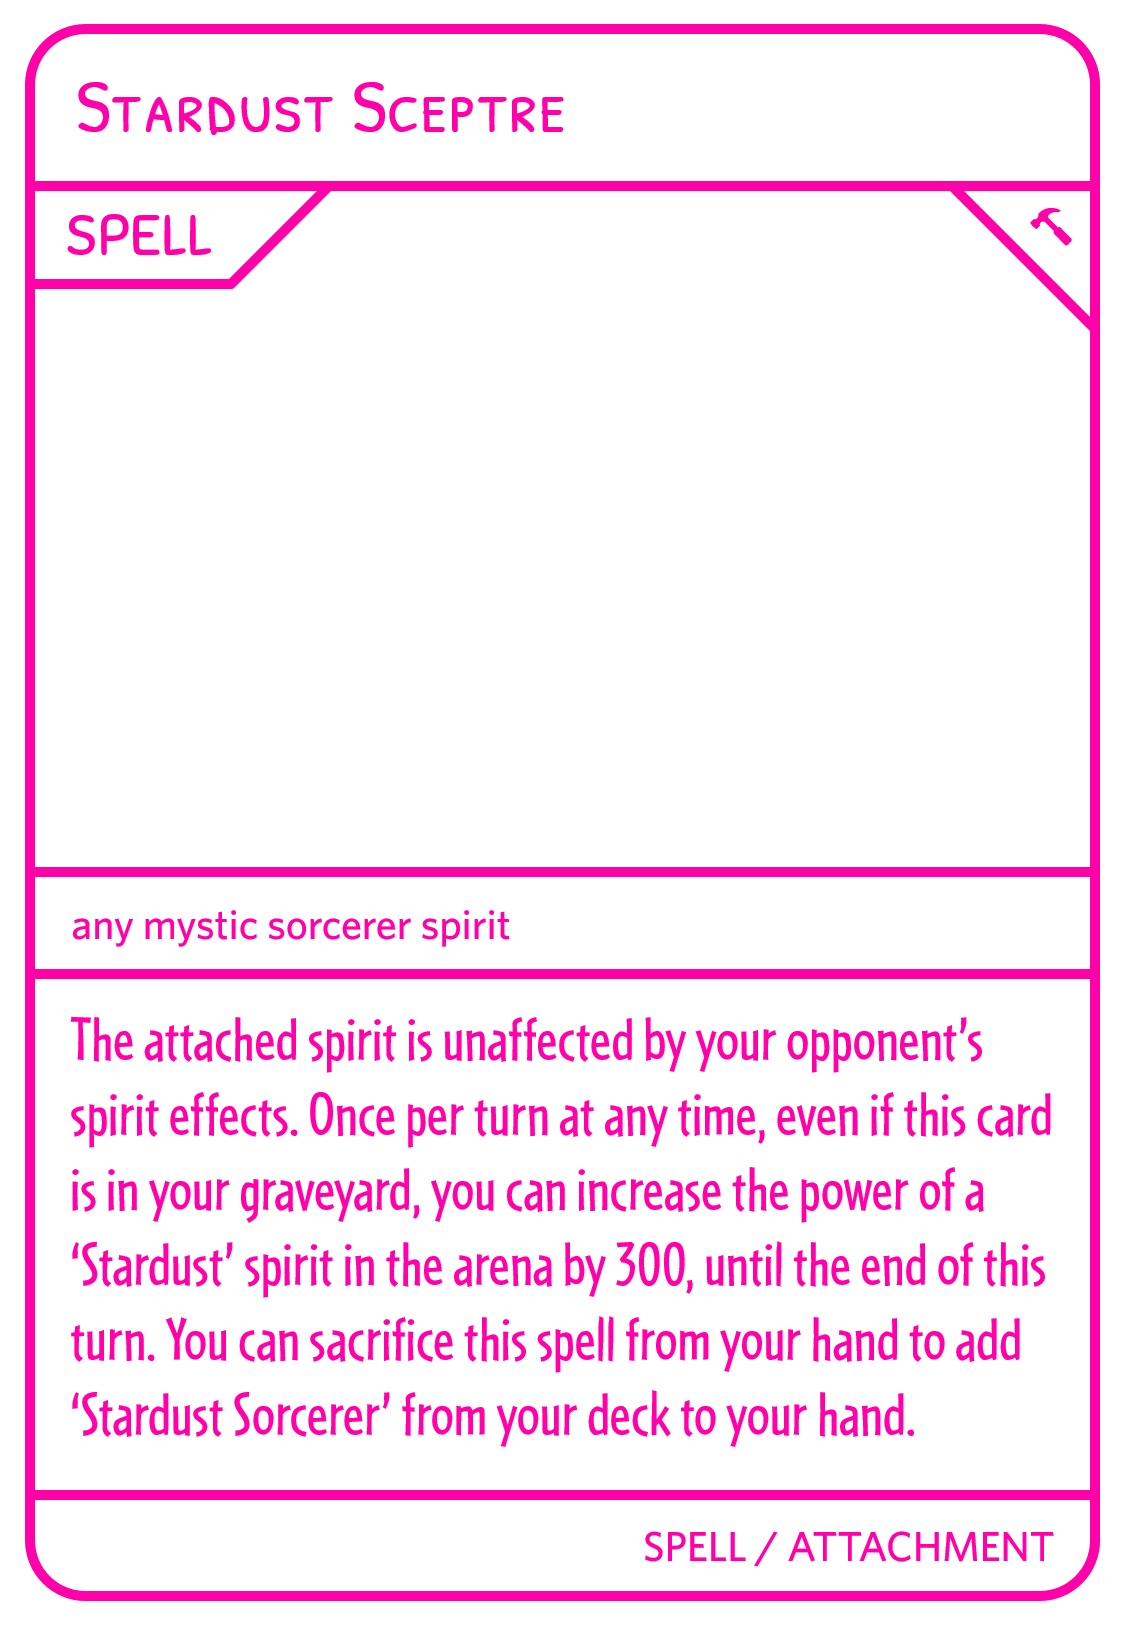 Stardust Sceptre
SPELL
any mystic sorcerer spirit
The attached spirit is unaffected by your opponent’s
spirit effects. Once per turn at any time, even if this card
is in your graveyard, you can increase the power of a
‘Stardust’ spirit in the arena by 300, until the end of this
turn. You can sacrifice this spell from your hand to add
‘Stardust Sorcerer’ from your deck to your hand.
SPELL / ATTACHMENT